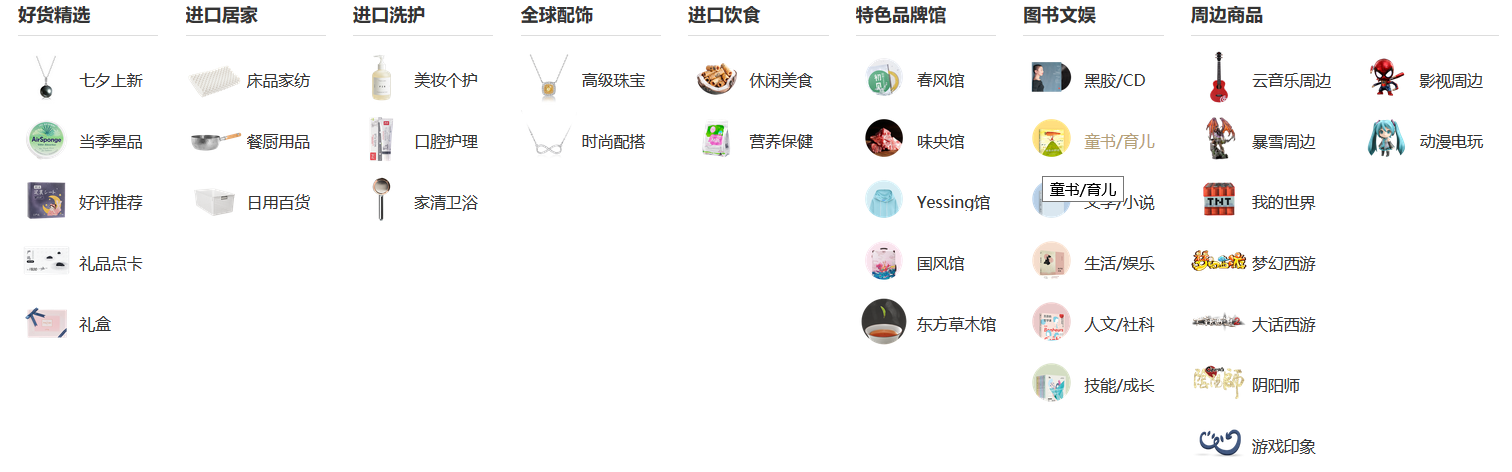 好货精选
七夕上新
当季星品
好评推荐
礼品点卡
礼盒
进口居家
床品家纺
餐厨用品
日用百货
进口洗护
美妆个护
口腔护理
家清卫浴
全球配饰
高级珠宝
时尚配搭
进口饮食
休闲美食
营养保健
特色品牌馆
春风馆
味央馆
Yessing馆
国风馆
东方草木馆
图书文娱
黑胶/CD
童书/育儿
童书/育儿
文学/小说
生活/娱乐
人文/社科
技能/成长
周边商品
云音乐周边
暴雪周边
TNT
我的世界
梦幻西游
大话西游
阴阳师
游戏印象
影视周边
动漫电玩
AirSponge